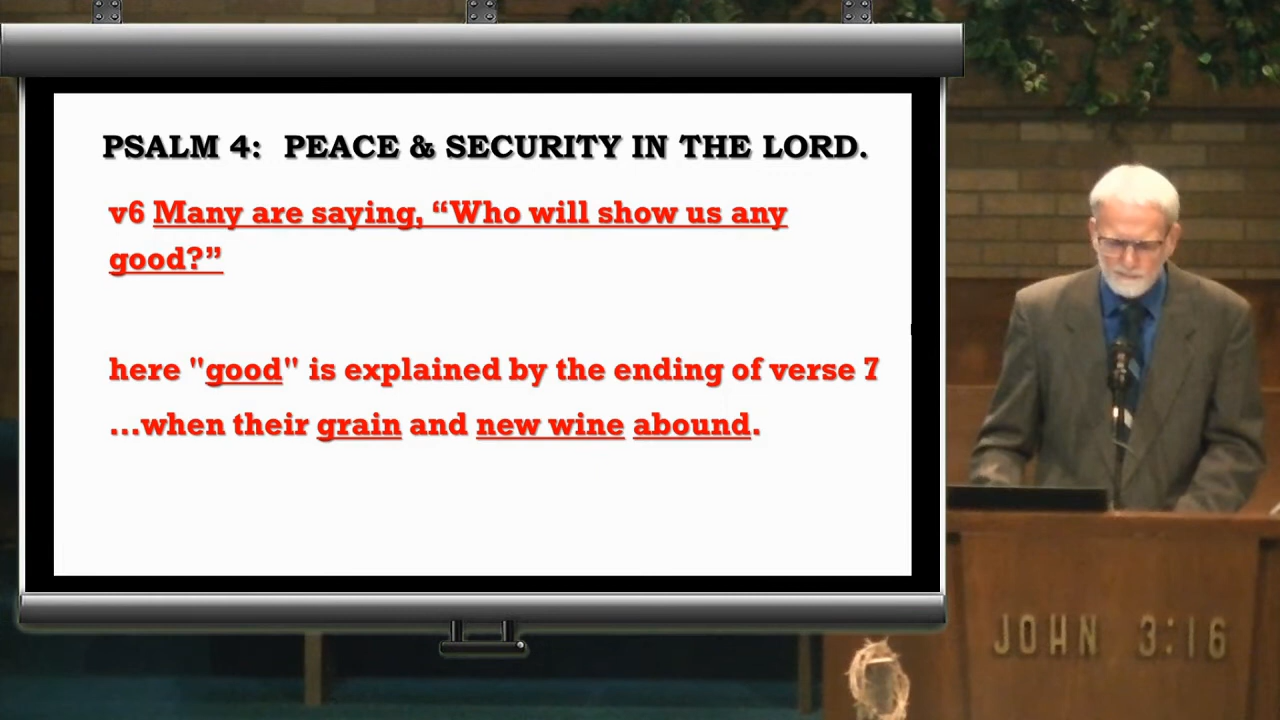 PSALM 4: PEACE & SECURITY IN THE LORD.
v6 Many are saying, “Who will show us any
good?”
here "good" is explained by the ending of verse 7
...when their grain and new wine abound.
JOHN 3:16